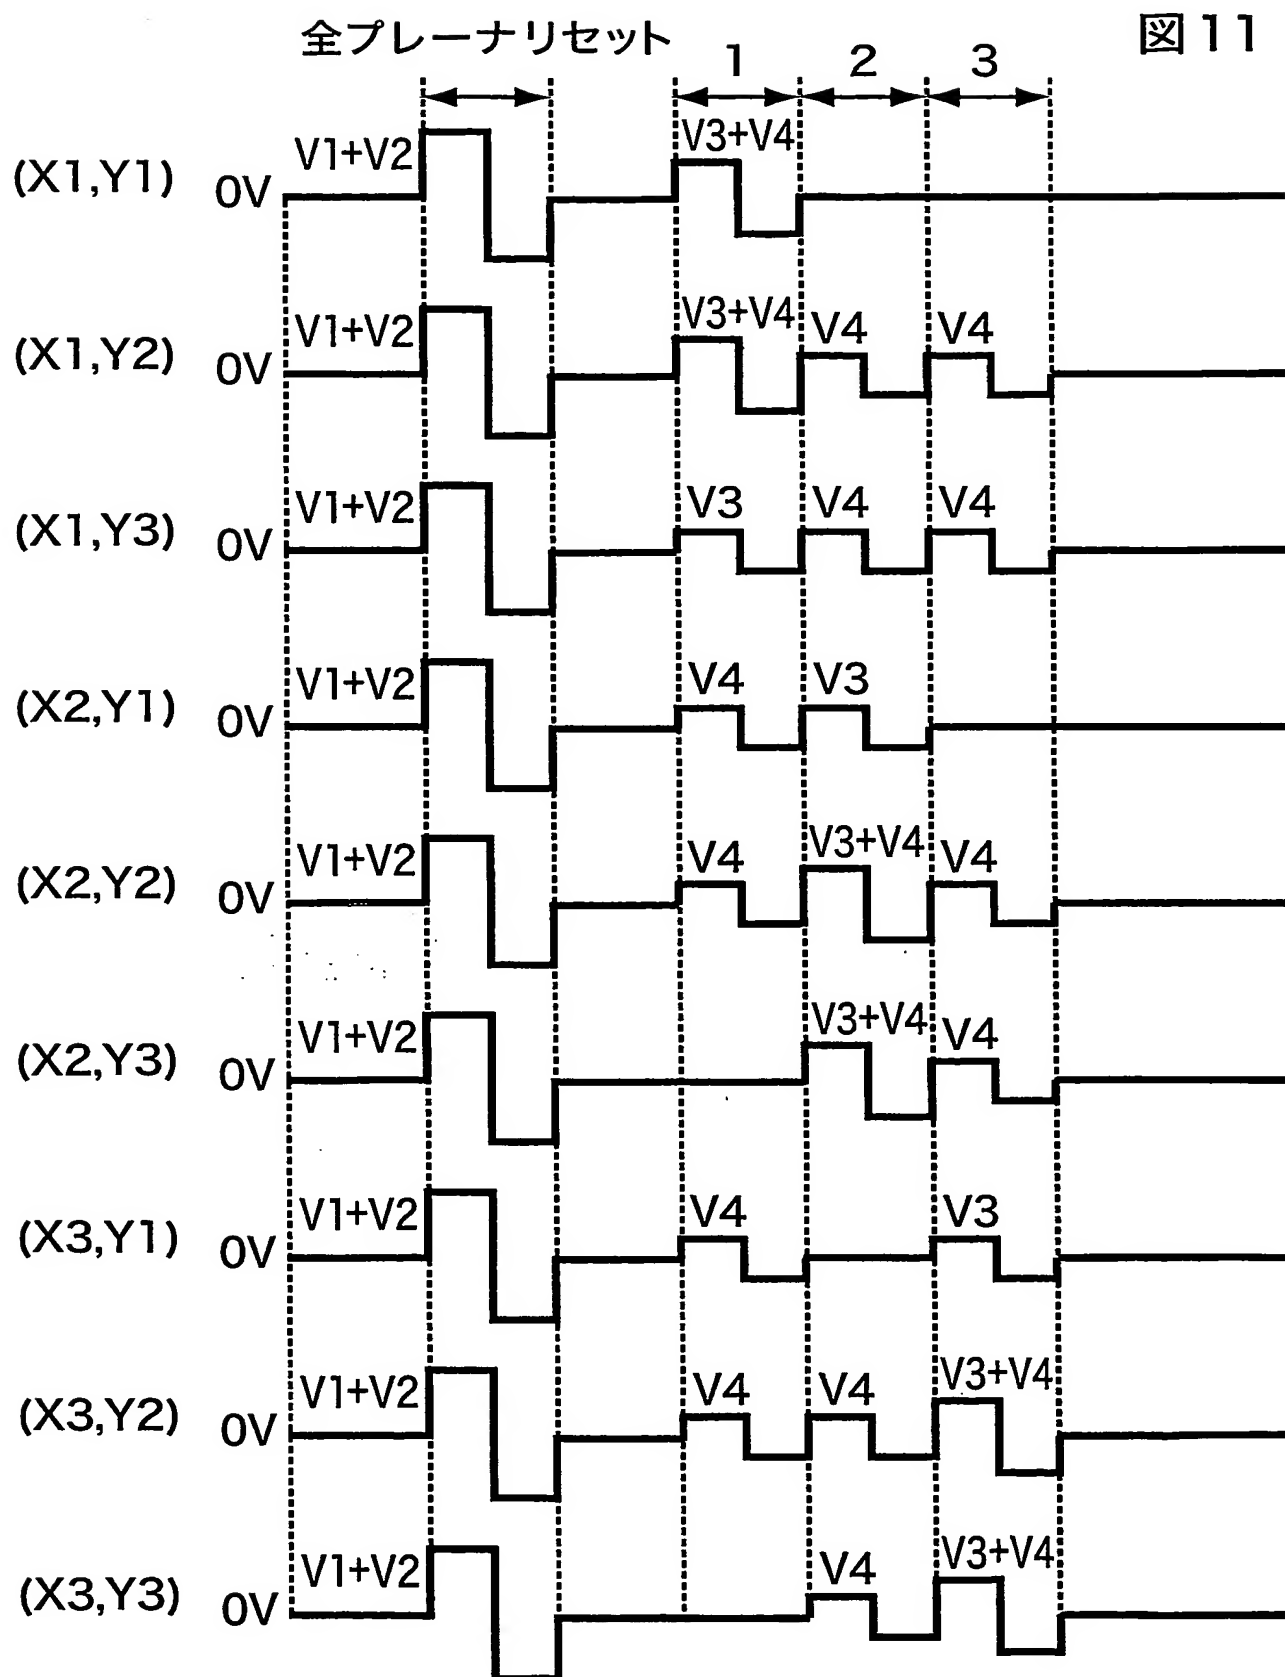 全プレーナリセット
図11
1 2 3
(X1,Y1) 0V V1+V2 V3+V4
(X1,Y2) 0V V1+V2 V3+V4 V4 V4
(X1,Y3) 0V V1+V2 V3 V4 V4
(X2,Y1) 0V V1+V2 V4 V3
(X2,Y2) 0V V1+V2 V4 V3+V4 V4
(X2,Y3) 0V V1+V2 V3+V4 V4
(X3,Y1) 0V V1+V2 V4 V3
(X3,Y2) 0V V1+V2 V4 V4 V3+V4
(X3,Y3) 0V V1+V2 V4 V3+V4